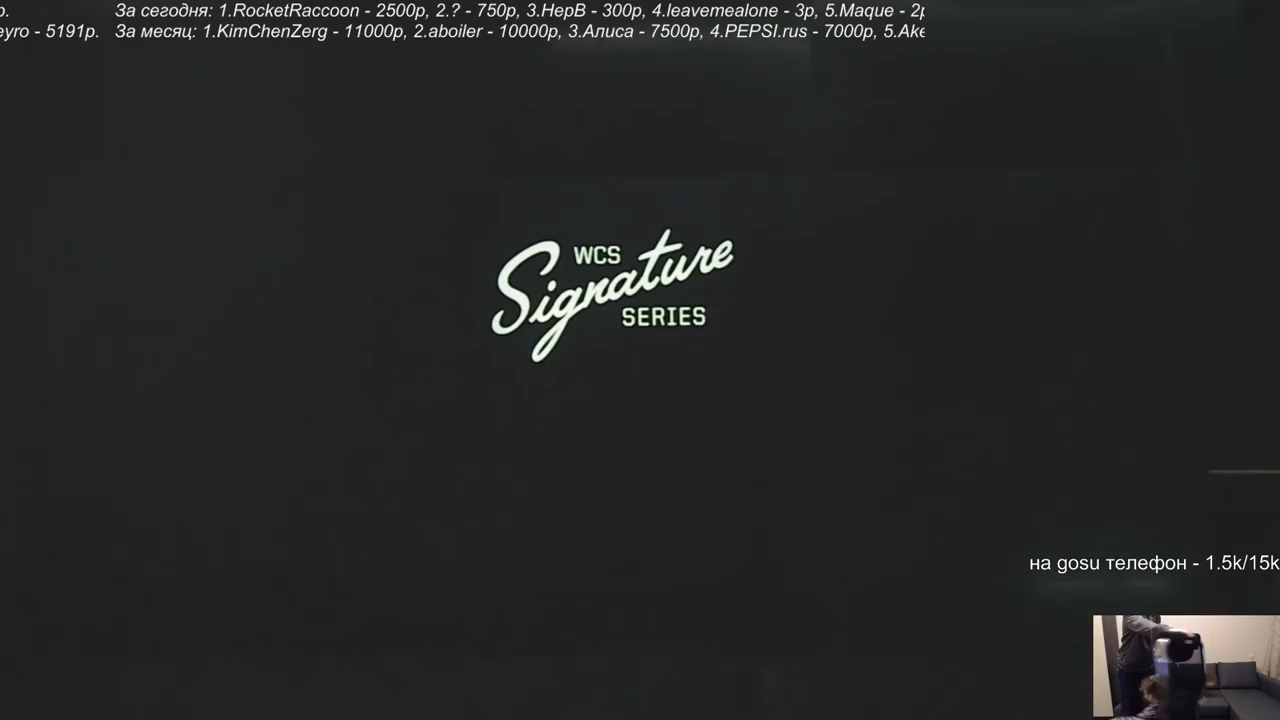 р. За сегодня: 1.RocketRaccoon - 2500р, 2.? - 750р, 3.НерВ - 300р, 4.leavemealone - 3р, 5.Maque - 2р
eyro - 5191р. За месяц: 1.KimChenZerg - 11000р, 2.aboiler - 10000р, 3.Алиса - 7500р, 4.PEPSI.rus - 7000р, 5.Ake
WCS
Signature
SERIES
на gosu телефон - 1.5k/15k